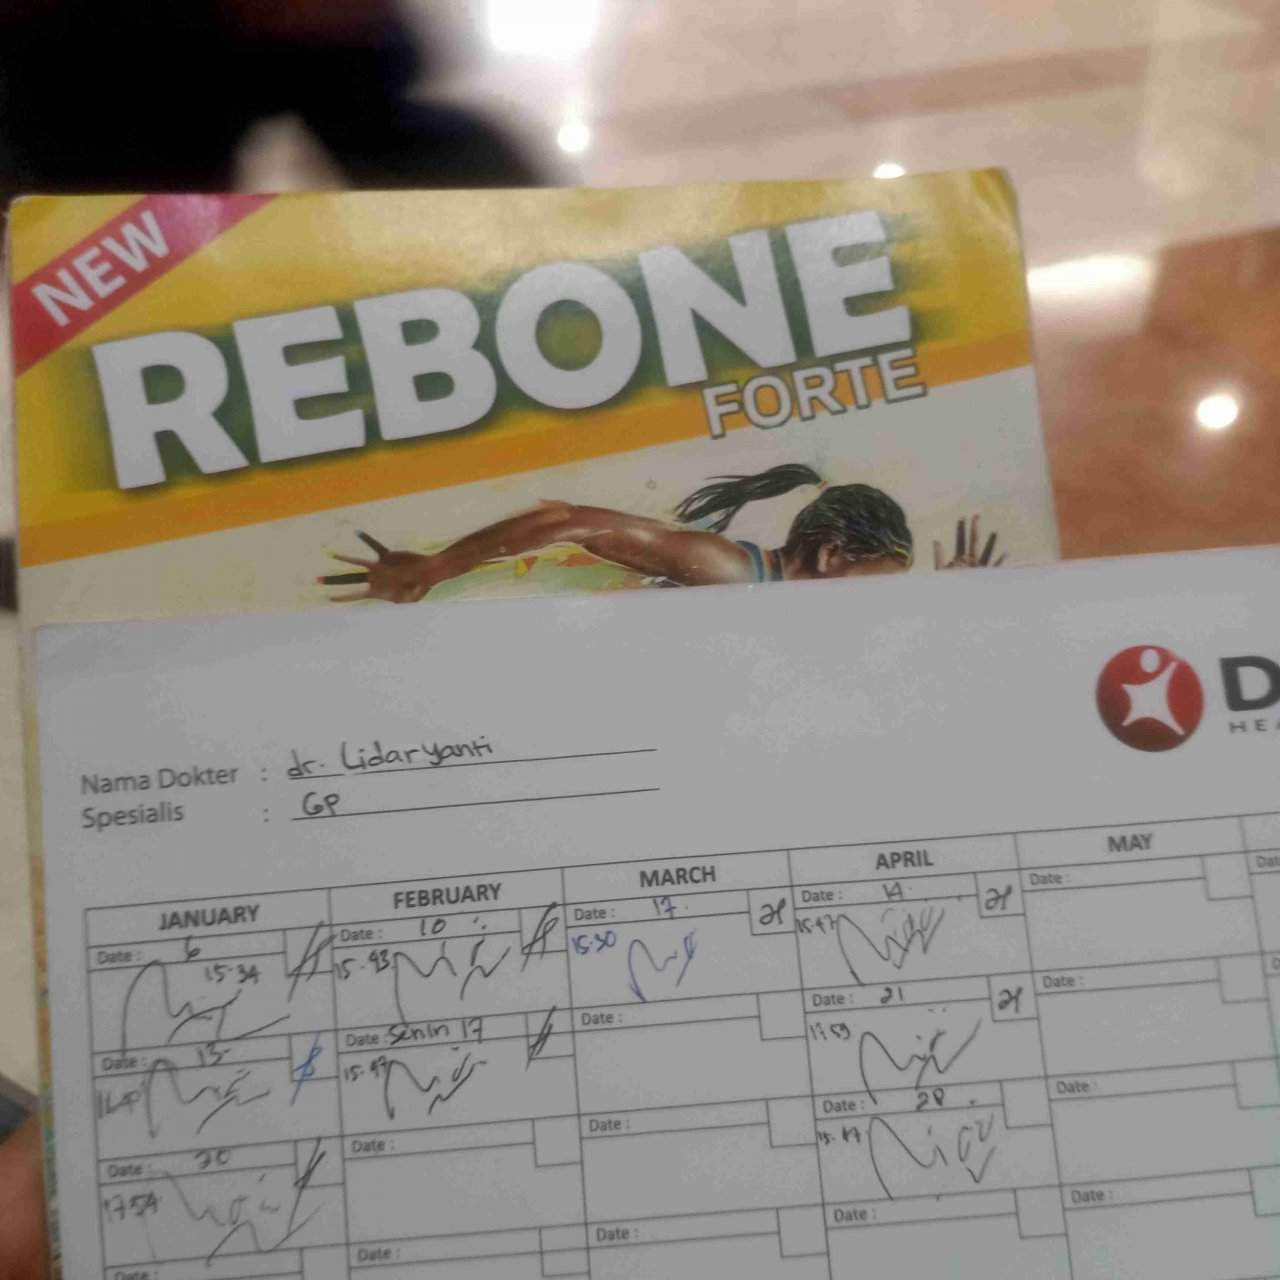 NEW
REBONE
FORTE
D
HEA
Nama Dokter : dr. Lidaryanti
Spesialis : GP
JANUARY FEBRUARY MARCH APRIL MAY
Date : 6 Date : 10 Date : 17 Date : 14 Date : Dat
15.34 15.43 15.30 15.47
Date : 13 Date : Senin 17 Date : Date : 21 Date :
15.47 17.59
Date : 20 Date : Date : Date : 28 Date :
17.54 15.47
Date : Date : Date : Date : Date :